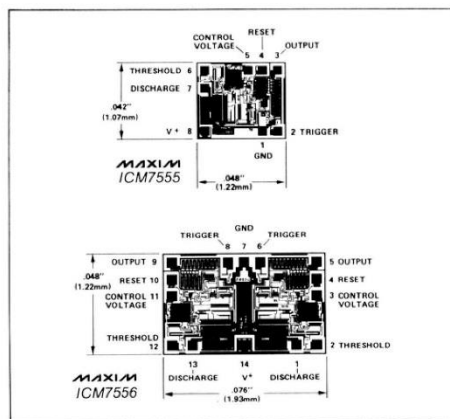 RESET
CONTROL
VOLTAGE
5 4 3 OUTPUT
THRESHOLD 6
DISCHARGE 7
.042"
(1.07mm)
V+ 8
2 TRIGGER
1
GND
MAXIM
ICM7555
.048"
(1.22mm)
GND
TRIGGER TRIGGER
8 7 6
OUTPUT 9
5 OUTPUT
RESET 10
4 RESET
.048"
(1.22mm)
CONTROL 11
VOLTAGE
3 CONTROL
VOLTAGE
THRESHOLD
12
2 THRESHOLD
13 14 1
DISCHARGE V+ DISCHARGE
MAXIM
ICM7556
.076"
(1.93mm)